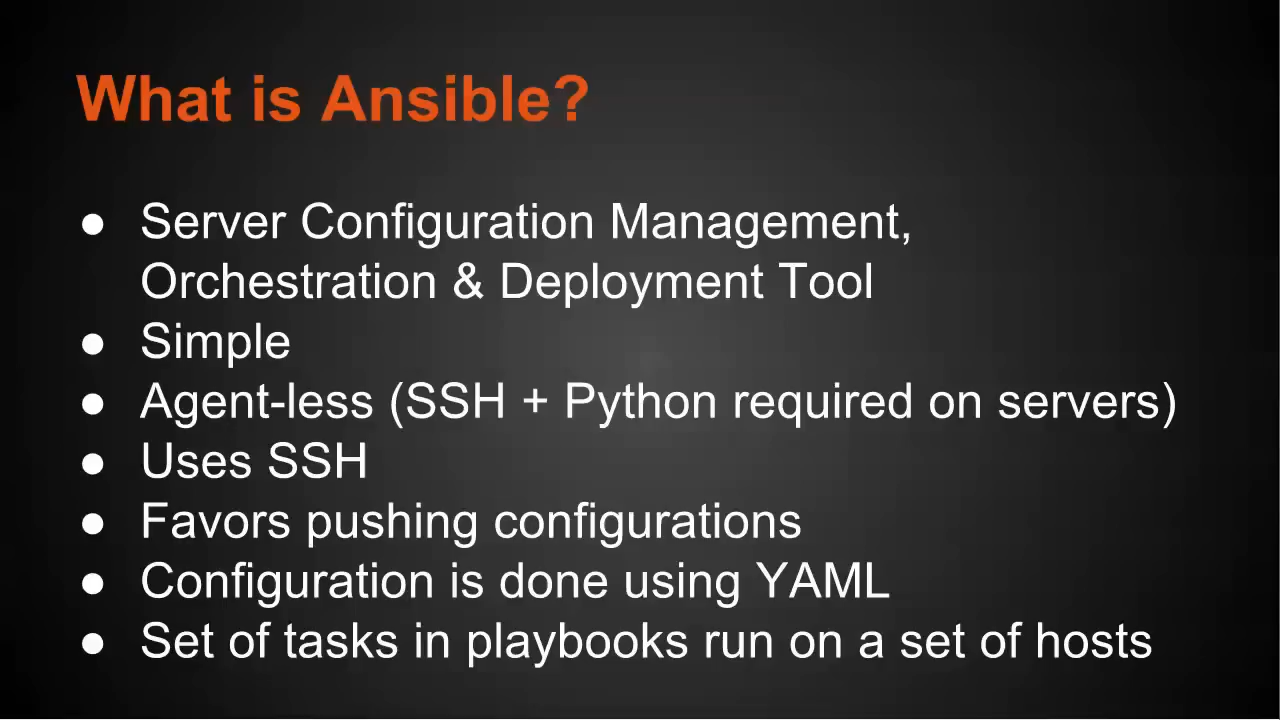 What is Ansible?
● Server Configuration Management,
Orchestration & Deployment Tool
● Simple
● Agent-less (SSH + Python required on servers)
● Uses SSH
● Favors pushing configurations
● Configuration is done using YAML
● Set of tasks in playbooks run on a set of hosts